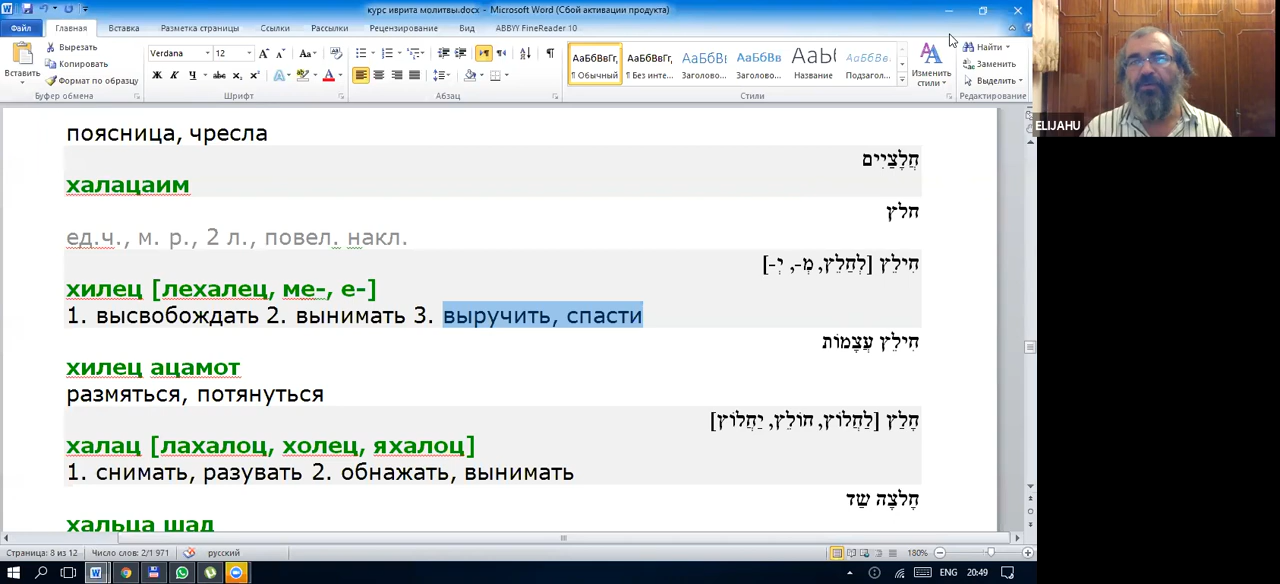 курс иврита молитвы.docx - Microsoft Word (Сбой активации продукта)
Файл Главная Вставка Разметка страницы Ссылки Рассылки Рецензирование Вид ABBYY FineReader 10
Вставить
Вырезать
Копировать
Формат по образцу
Буфер обмена
Verdana 12
Шрифт
Абзац
АаБбВвГг, АаБбВвГг, АаБбВ АаБбВв АаБ АаБбВв.
¶ Обычный ¶ Без инте... Заголово... Заголово... Название Подзагол...
Стили
Изменить стили
Найти
Заменить
Выделить
Редактирование
ELIJAHU
поясница, чресла
חֲלָצַיִים
халацаим
חלץ
ед.ч., м. р., 2 л., повел. накл.
חִילֵץ [לְחַלֵץ, מְ-, יְ-]
хилец [лехалец, ме-, е-]
1. высвобождать 2. вынимать 3. выручить, спасти
חִילֵץ עֲצָמוֹת
хилец ацамот
размяться, потянуться
חָלַץ [לַחֲלוֹץ, חוֹלֵץ, יַחֲלוֹץ]
халац [лахалоц, холец, яхалоц]
1. снимать, разувать 2. обнажать, вынимать
חָלצָה שַד
хальца шад
Страница: 8 из 12 Число слов: 2/1 971 русский 180%
ENG 20:49